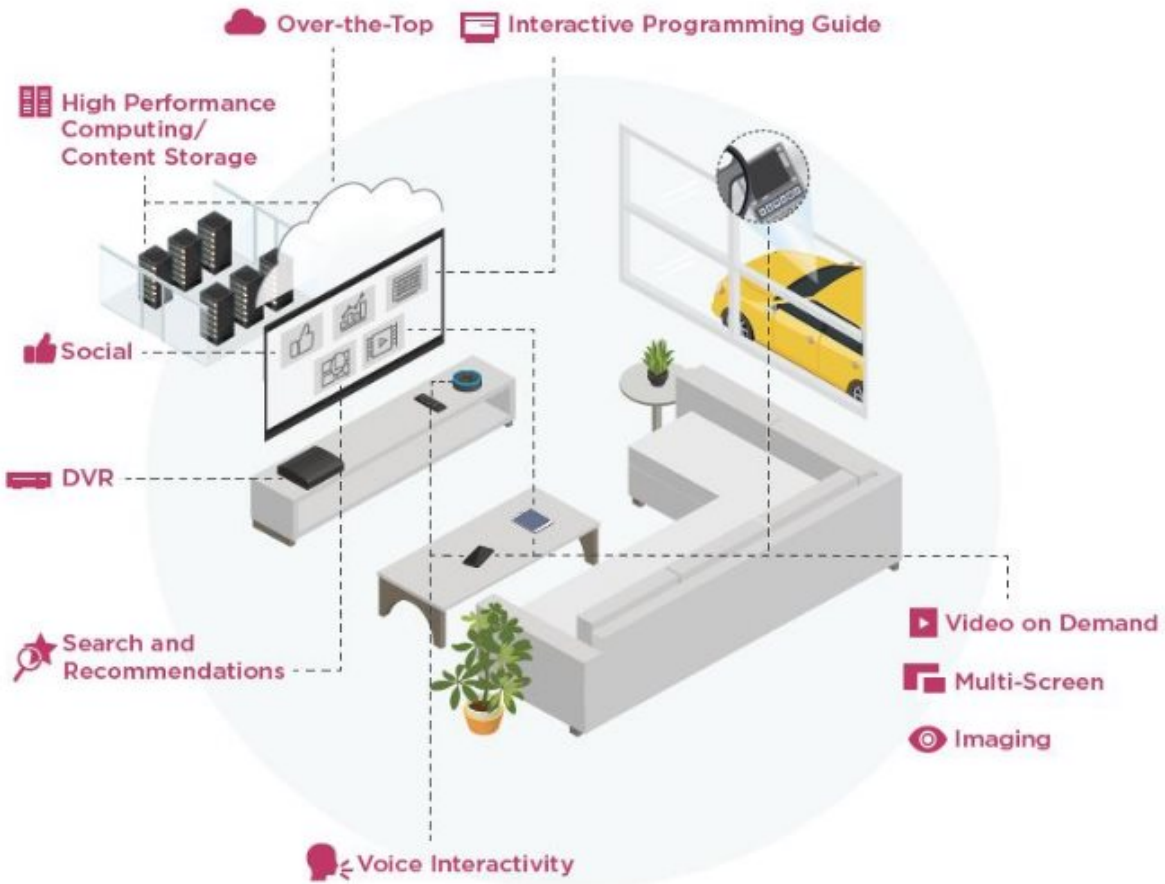 Over-the-Top
Interactive Programming Guide
High Performance
Computing/
Content Storage
Social
DVR
Search and
Recommendations
Video on Demand
Multi-Screen
Imaging
Voice Interactivity